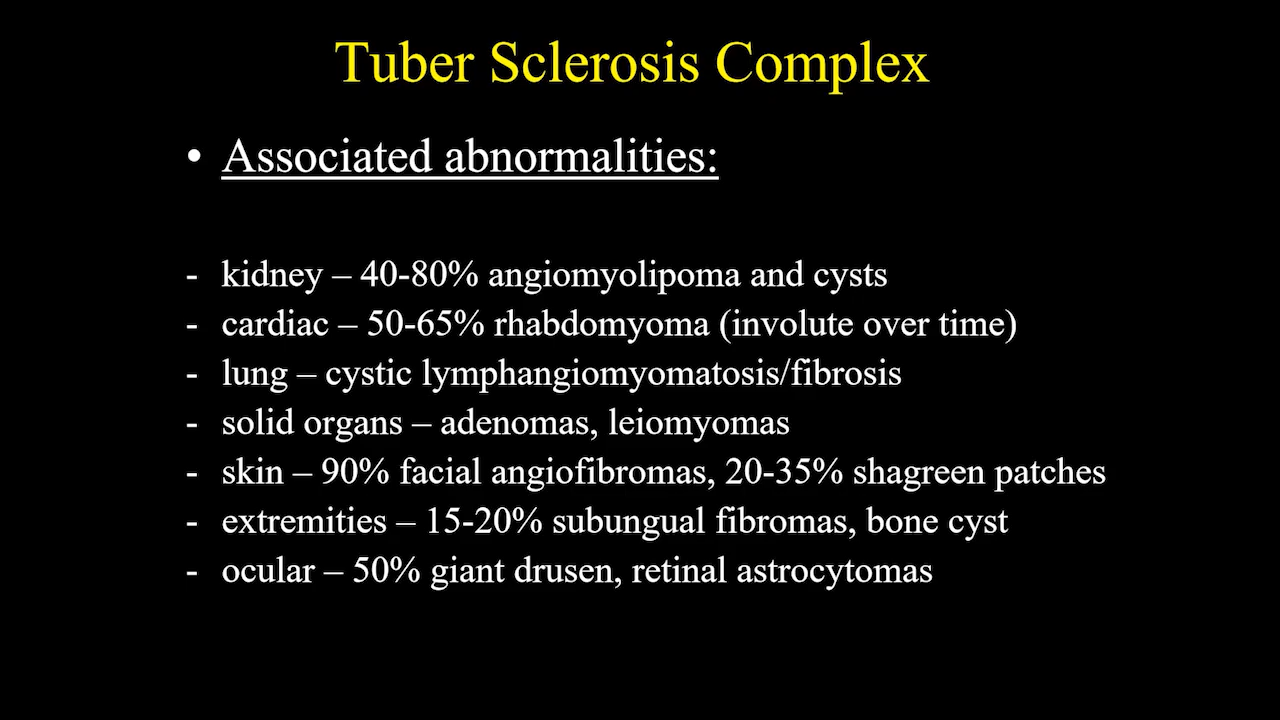 Tuber Sclerosis Complex
• Associated abnormalities:
- kidney – 40-80% angiomyolipoma and cysts
- cardiac – 50-65% rhabdomyoma (involute over time)
- lung – cystic lymphangiomyomatosis/fibrosis
- solid organs – adenomas, leiomyomas
- skin – 90% facial angiofibromas, 20-35% shagreen patches
- extremities – 15-20% subungual fibromas, bone cyst
- ocular – 50% giant drusen, retinal astrocytomas